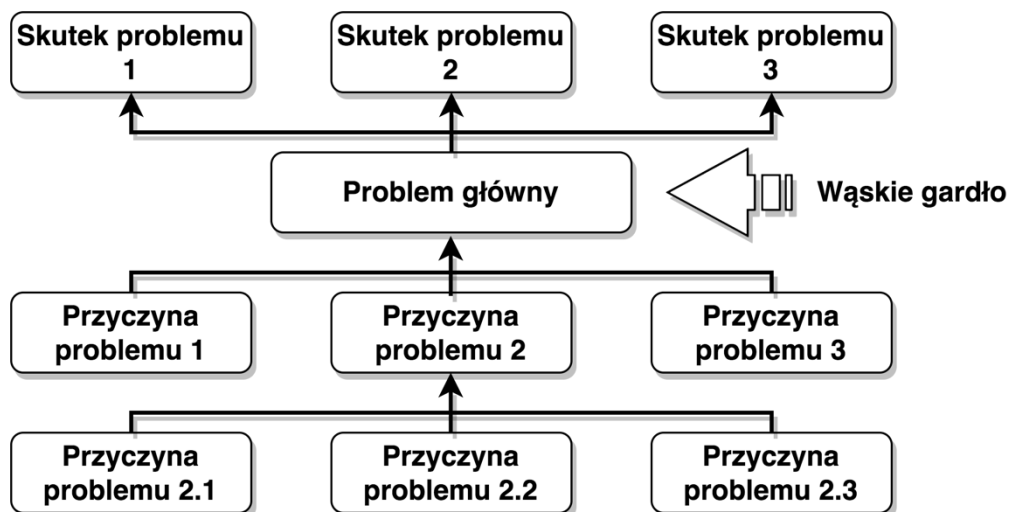 Skutek problemu
1
Skutek problemu
2
Skutek problemu
3
Problem główny
Wąskie gardło
Przyczyna
problemu 1
Przyczyna
problemu 2
Przyczyna
problemu 3
Przyczyna
problemu 2.1
Przyczyna
problemu 2.2
Przyczyna
problemu 2.3